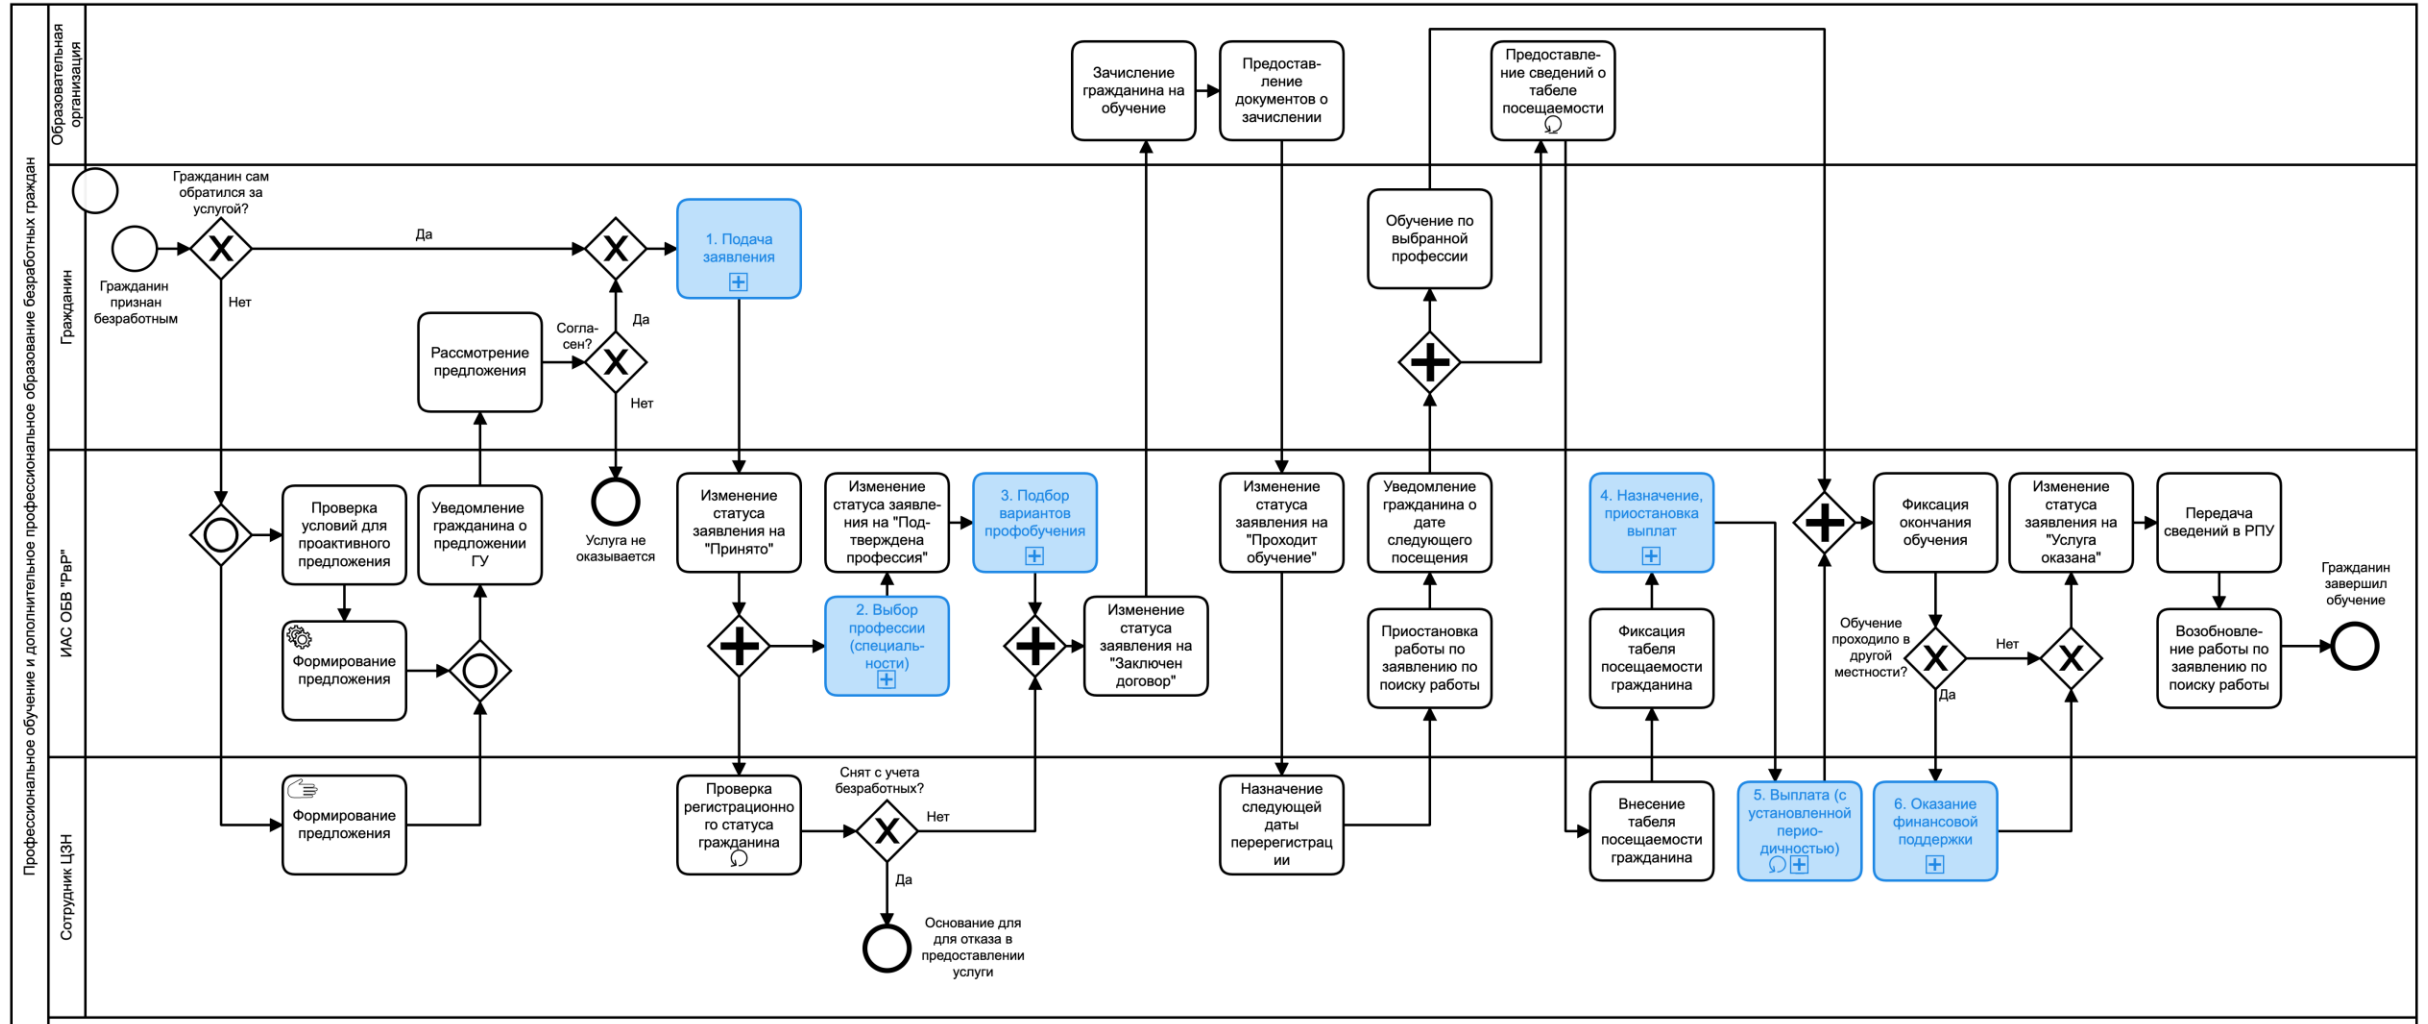 Профессиональное обучение и дополнительное профессиональное образование безработных граждан
Образовательная
организация
Зачисление
гражданина на
обучение
Предостав-
ление
документов о
зачислении
Предоставле-
ние сведений о
табеле
посещаемости
Гражданин
Гражданин сам
обратился за
услугой?
Гражданин
признан
безработным
Да
Нет
Рассмотрение
предложения
Согла-
сен?
Да
Нет
1. Подача
заявления
Обучение по
выбранной
профессии
ИАС ОБВ "РвР"
Проверка
условий для
проактивного
предложения
Уведомление
гражданина о
предложении
ГУ
Формирование
предложения
Услуга не
оказывается
Изменение
статуса
заявления на
"Принято"
Изменение
статуса заявле-
ния на "Под-
тверждена
профессия"
3. Подбор
вариантов
профобучения
2. Выбор
профессии
(специаль-
ности)
Изменение
статуса
заявления на
"Заключен
договор"
Изменение
статуса
заявления на
"Проходит
обучение"
Уведомление
гражданина о
дате
следующего
посещения
Приостановка
работы по
заявлению по
поиску работы
4. Назначение,
приостановка
выплат
Фиксация
табеля
посещаемости
гражданина
Фиксация
окончания
обучения
Обучение
проходило в
другой
местности?
Нет
Да
Изменение
статуса
заявления на
"Услуга
оказана"
Передача
сведений в РПУ
Возобновле-
ние работы по
заявлению по
поиску работы
Гражданин
завершил
обучение
Сотрудник ЦЗН
Формирование
предложения
Проверка
регистрационно
го статуса
гражданина
Снят с учета
безработных?
Нет
Да
Основание для
для отказа в
предоставлении
услуги
Назначение
следующей
даты
перерегистрац
ии
Внесение
табеля
посещаемости
гражданина
5. Выплата (с
установленной
перио-
дичностью)
6. Оказание
финансовой
поддержки